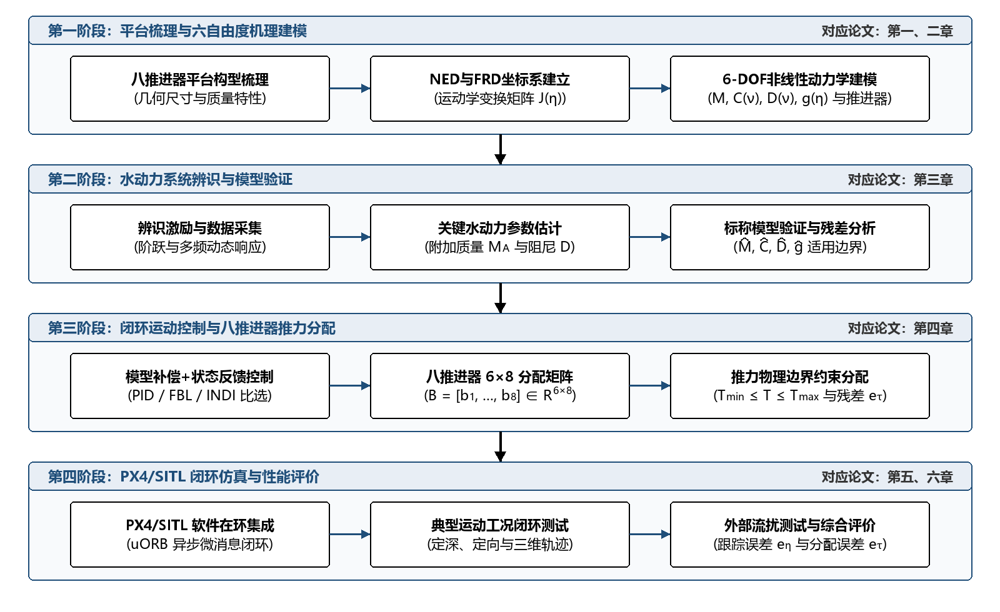 第一阶段：平台梳理与六自由度机理建模
对应论文：第一、二章
八推进器平台构型梳理
(几何尺寸与质量特性)
NED与FRD坐标系建立
(运动学变换矩阵 J(η))
6-DOF非线性动力学建模
(M, C(ν), D(ν), g(η) 与推进器)
第二阶段：水动力系统辨识与模型验证
对应论文：第三章
辨识激励与数据采集
(阶跃与多频动态响应)
关键水动力参数估计
(附加质量 Mᴀ 与阻尼 D)
标称模型验证与残差分析
(M̂, Ĉ, D̂, ĝ 适用边界)
第三阶段：闭环运动控制与八推进器推力分配
对应论文：第四章
模型补偿+状态反馈控制
(PID / FBL / INDI 比选)
八推进器 6×8 分配矩阵
(B = [b₁, ..., b₈] ∈ R⁶ˣ⁸)
推力物理边界约束分配
(Tmin ≤ T ≤ Tmax 与残差 eτ)
第四阶段：PX4/SITL 闭环仿真与性能评价
对应论文：第五、六章
PX4/SITL 软件在环集成
(uORB 异步微消息闭环)
典型运动工况闭环测试
(定深、定向与三维轨迹)
外部流扰测试与综合评价
(跟踪误差 eη 与分配误差 eτ)